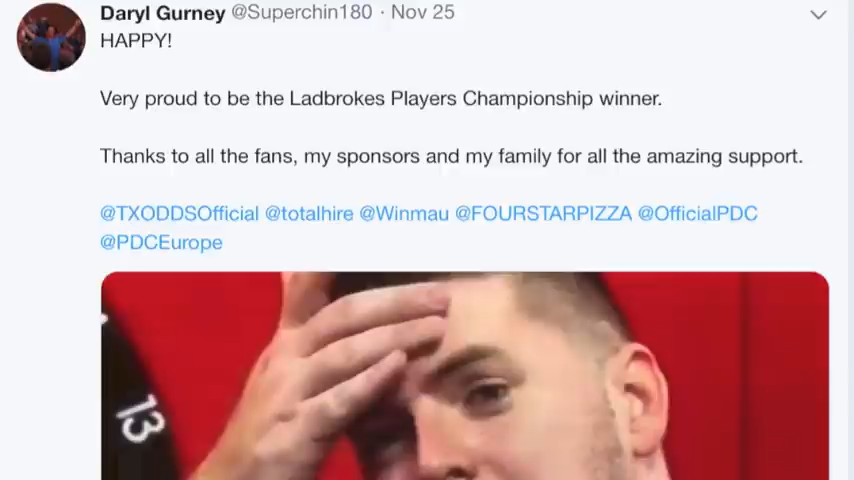 Daryl Gurney @Superchin180 · Nov 25
HAPPY!
Very proud to be the Ladbrokes Players Championship winner.
Thanks to all the fans, my sponsors and my family for all the amazing support.
@TXODDSOfficial @totalhire @Winmau @FOURSTARPIZZA @OfficialPDC
@PDCEurope
13